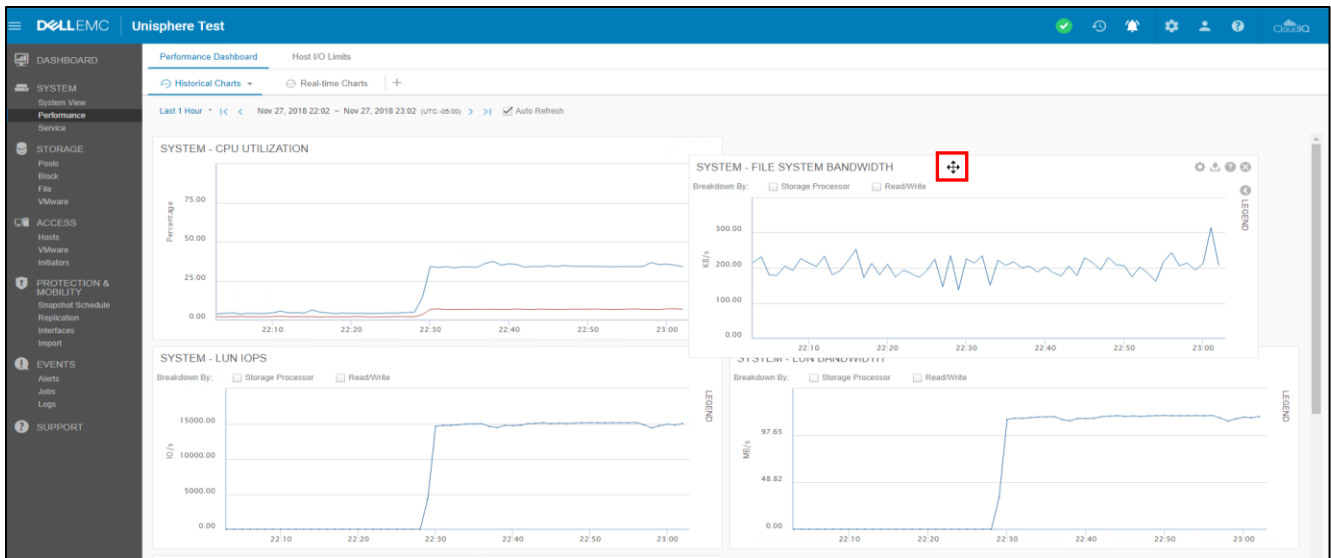 DELLEMC Unisphere Test CloudIQ
DASHBOARD
SYSTEM
System View
Performance
Service
STORAGE
Pools
Block
File
VMware
ACCESS
Hosts
VMware
Initiators
PROTECTION &
MOBILITY
Snapshot Schedule
Replication
Interfaces
Import
EVENTS
Alerts
Jobs
Logs
SUPPORT
Performance Dashboard Host I/O Limits
Historical Charts Real-time Charts
Last 1 Hour Nov 27, 2018 22:02 ~ Nov 27, 2018 23:02 (UTC -05:00) Auto Refresh
SYSTEM - CPU UTILIZATION
Percentage
75.00
50.00
25.00
0.00
22:10 22:20 22:30 22:40 22:50 23:00
SYSTEM - FILE SYSTEM BANDWIDTH
Breakdown By: Storage Processor Read/Write
LEGEND
KB/s
300.00
200.00
100.00
0.00
22:10 22:20 22:30 22:40 22:50 23:00
SYSTEM - LUN IOPS
Breakdown By: Storage Processor Read/Write
LEGEND
IO/s
15000.00
10000.00
5000.00
0.00
22:10 22:20 22:30 22:40 22:50 23:00
SYSTEM - LUN BANDWIDTH
Breakdown By: Storage Processor Read/Write
LEGEND
MB/s
97.65
48.82
0.00
22:10 22:20 22:30 22:40 22:50 23:00